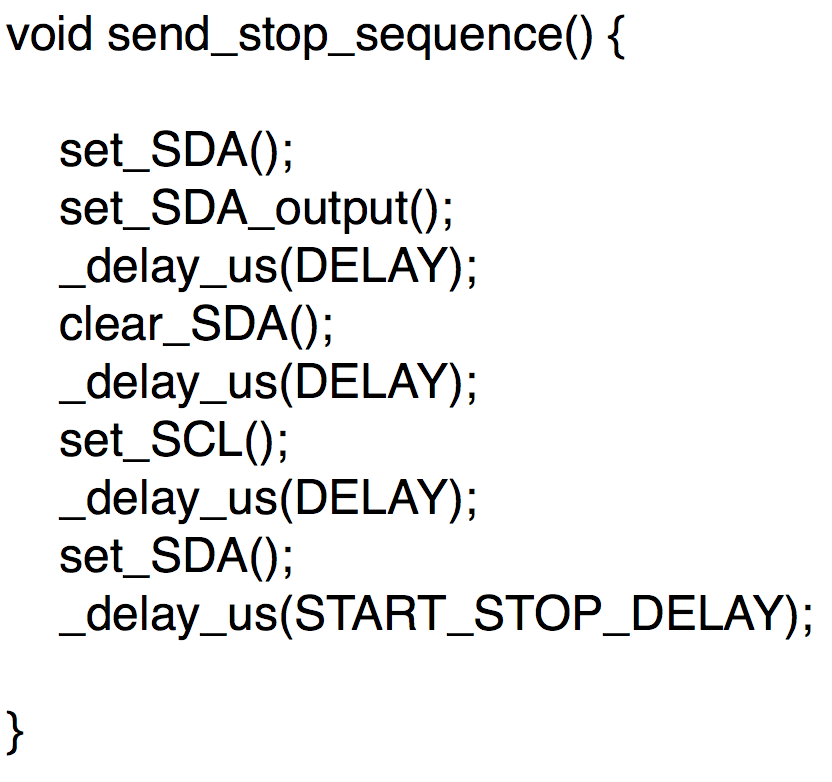 void send_stop_sequence() {
set_SDA();
set_SDA_output();
_delay_us(DELAY);
clear_SDA();
_delay_us(DELAY);
set_SCL();
_delay_us(DELAY);
set_SDA();
_delay_us(START_STOP_DELAY);
}